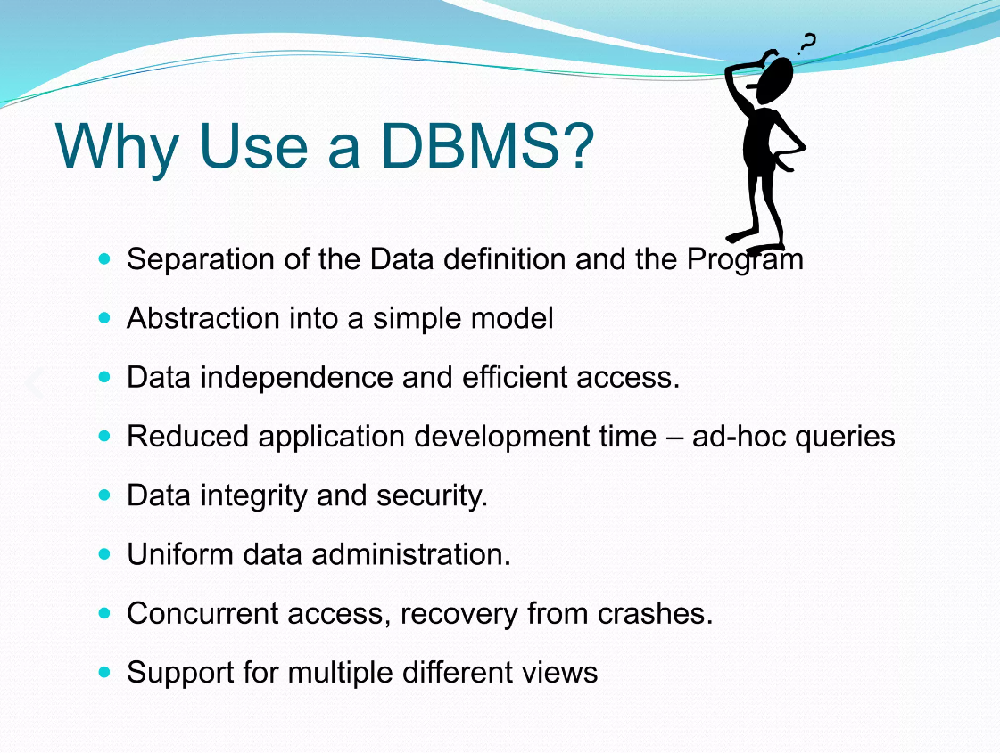 ?
Why Use a DBMS?
Separation of the Data definition and the Program
Abstraction into a simple model
Data independence and efficient access.
Reduced application development time – ad-hoc queries
Data integrity and security.
Uniform data administration.
Concurrent access, recovery from crashes.
Support for multiple different views